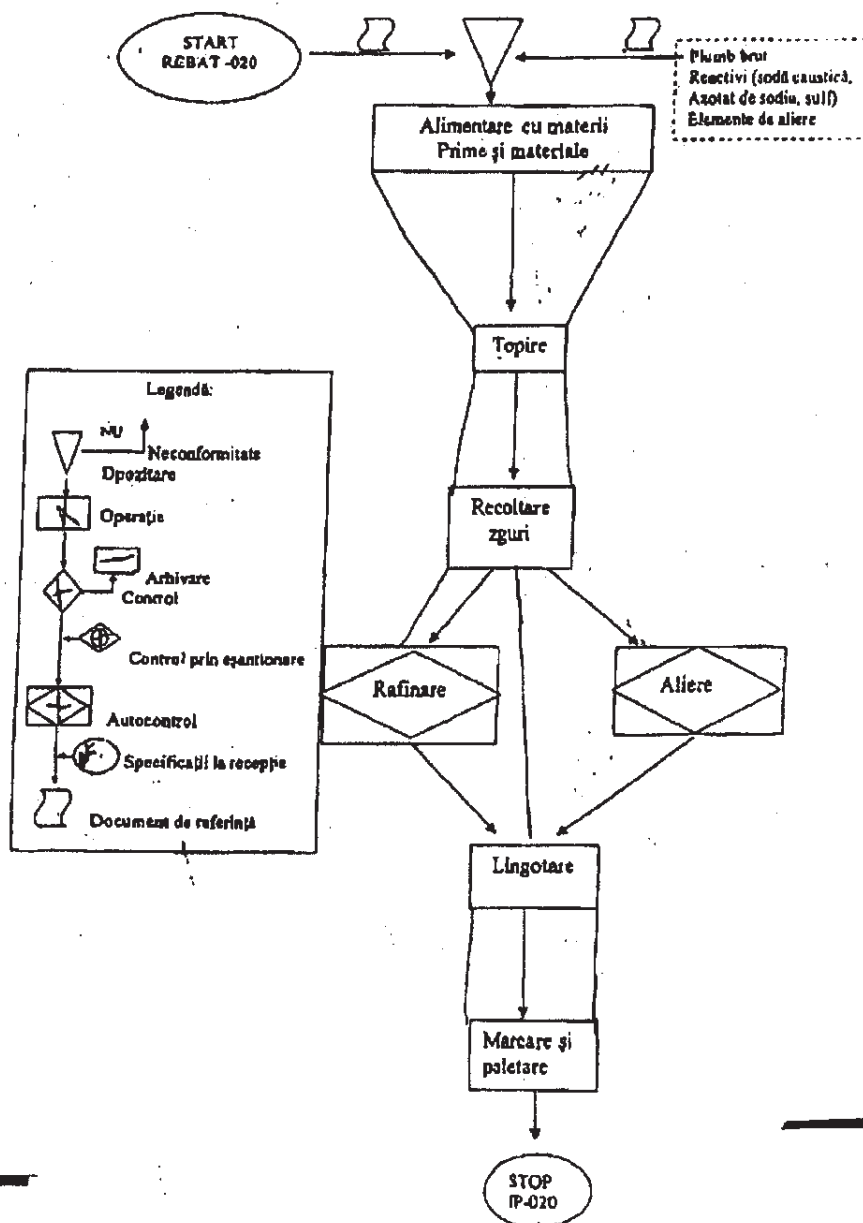 START
REBAT -020
Plumb brut
Reactivi (sodă caustică,
Azotat de sodiu, sulf)
Elemente de aliere
Alimentare cu materii
Prime și materiale
Topire
Legendă:
NU
Neconformitate
Dpozitare
Operație
Arhivare
Control
Control prin eșantionare
Autocontrol
Specificații la recepție
Document de referință
Recoltare
zguri
Rafinare
Aliere
Lingotare
Marcare și
paletare
STOP
IP-020